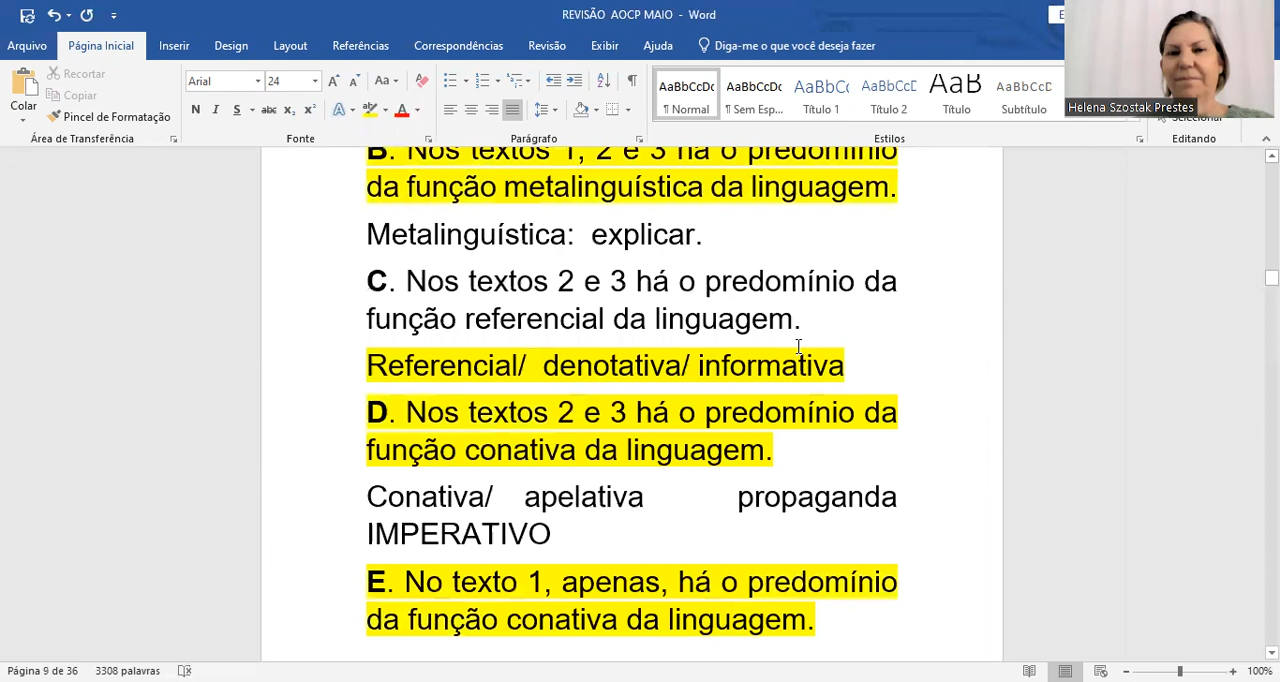 REVISÃO AOCP MAIO - Word
Arquivo Página Inicial Inserir Design Layout Referências Correspondências Revisão Exibir Ajuda Diga-me o que você deseja fazer
Recortar
Copiar
Pincel de Formatação
Colar
Área de Transferência
Arial 24
Aa
N I S abc x₂ x²
Fonte
Parágrafo
AaBbCcDc AaBbCcDc AaBbCc AaBbCcD AaB AaBbCcD
¶ Normal ¶ Sem Esp... Título 1 Título 2 Título Subtítulo
Estilos
Editando
Helena Szostak Prestes
B. Nos textos 1, 2 e 3 há o predomínio
da função metalinguística da linguagem.
Metalinguística: explicar.
C. Nos textos 2 e 3 há o predomínio da
função referencial da linguagem.
Referencial/ denotativa/ informativa
D. Nos textos 2 e 3 há o predomínio da
função conativa da linguagem.
Conativa/ apelativa propaganda
IMPERATIVO
E. No texto 1, apenas, há o predomínio
da função conativa da linguagem.
Página 9 de 36 3308 palavras
100%